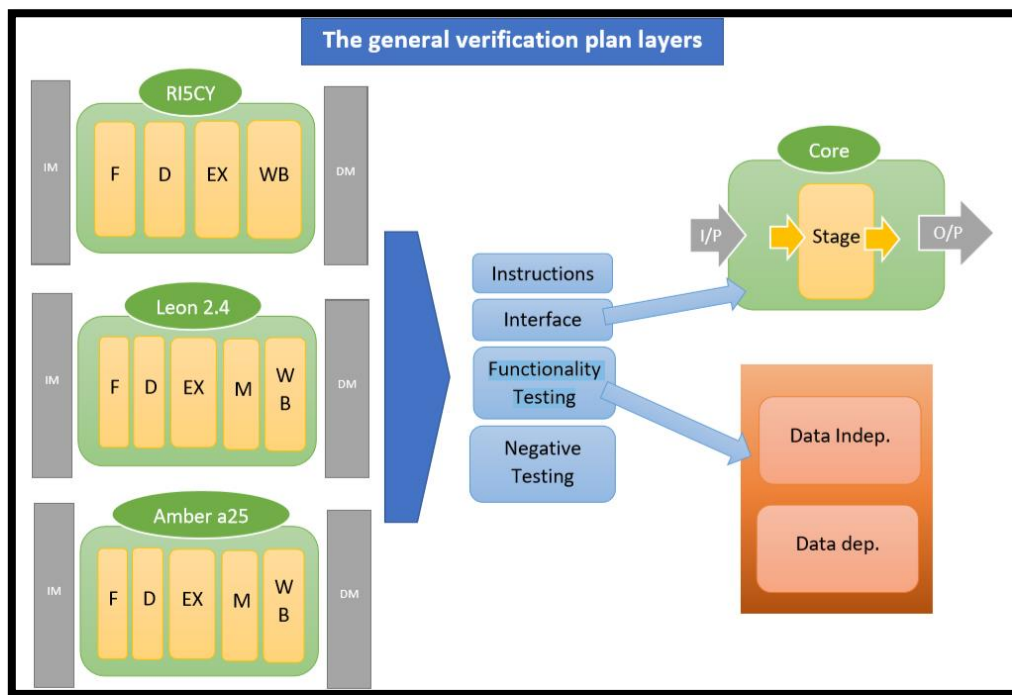 The general verification plan layers
RI5CY
IM
F
D
EX
WB
DM
Leon 2.4
IM
F
D
EX
M
W
B
DM
Amber a25
IM
F
D
EX
M
W
B
DM
Instructions
Interface
Functionality
Testing
Negative
Testing
Core
I/P
Stage
O/P
Data Indep.
Data dep.